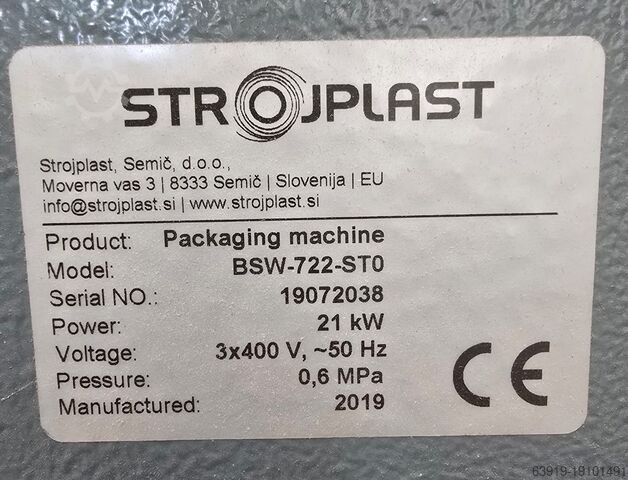 STROJPLAST
Strojplast, Semič, d.o.o.,
Moverna vas 3 | 8333 Semič | Slovenija | EU
info@strojplast.si | www.strojplast.si
Product: Packaging machine
Model: BSW-722-ST0
Serial NO.: 19072038
Power: 21 kW
Voltage: 3x400 V, ~50 Hz
Pressure: 0,6 MPa
Manufactured: 2019
CE
63919-19101491